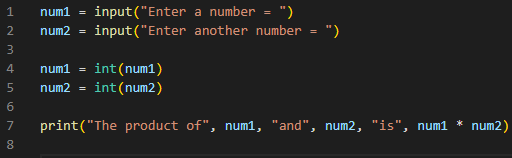 1 num1 = input("Enter a number = ")
2 num2 = input("Enter another number = ")
3
4 num1 = int(num1)
5 num2 = int(num2)
6
7 print("The product of", num1, "and", num2, "is", num1 * num2)
8